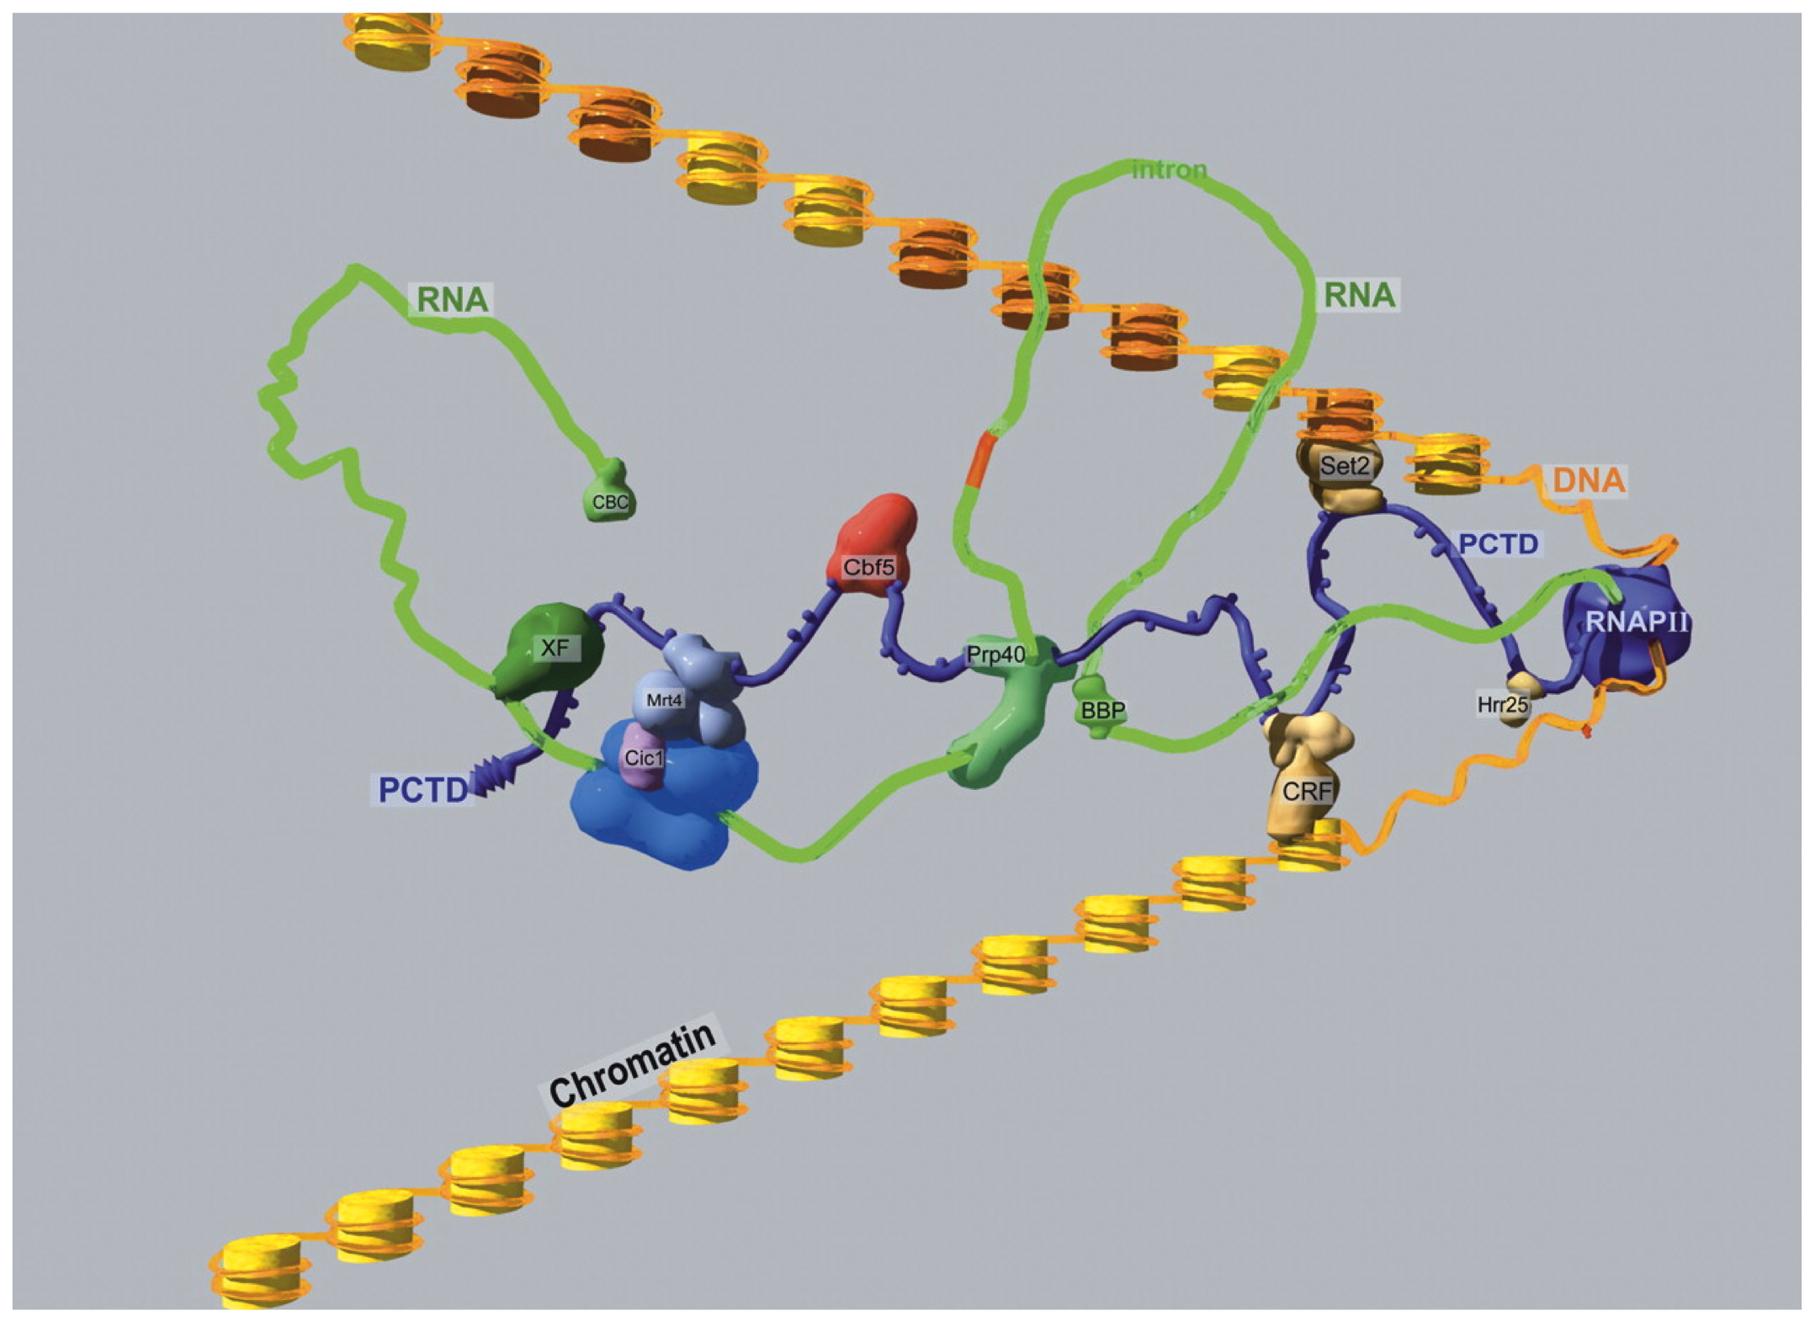 intron
RNA
RNA
Set2
DNA
CBC
PCTD
Cbf5
RNAPII
XF
Prp40
Mrt4
Hrr25
BBP
Cic1
PCTD
CRF
Chromatin